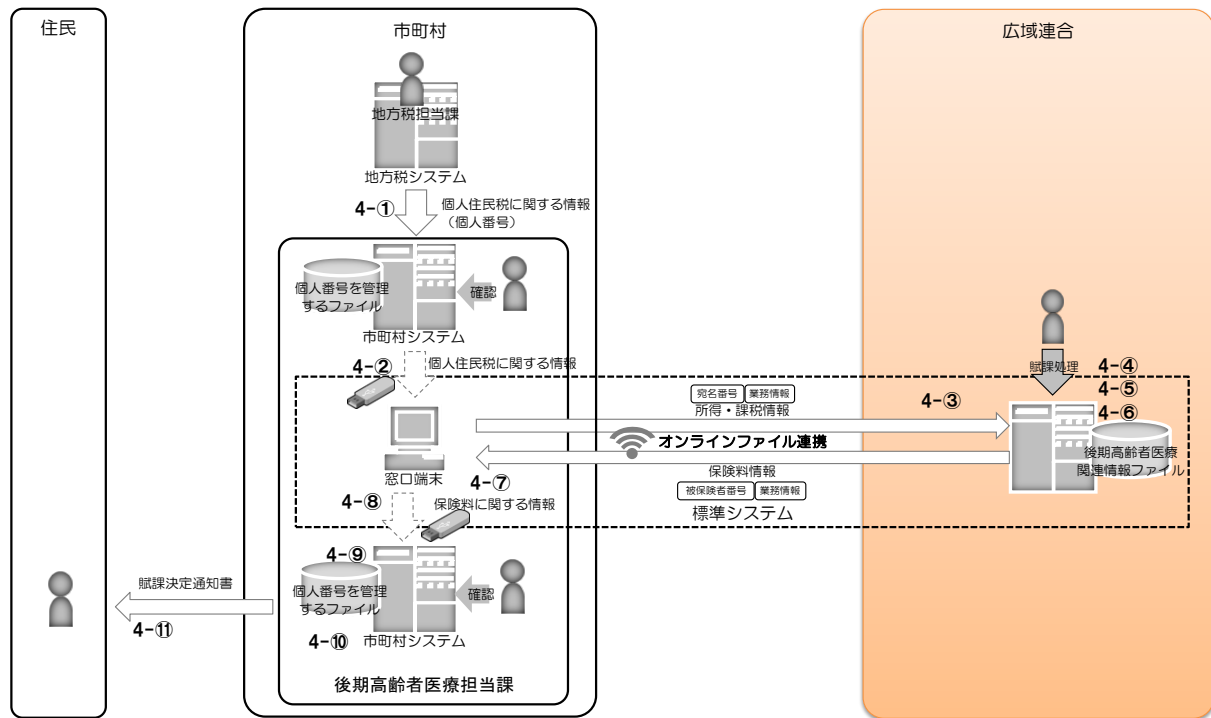 住民
市町村
広域連合
地方税担当課
地方税システム
4-①
個人住民税に関する情報
（個人番号）
個人番号を管理
するファイル
確認
市町村システム
4-②
個人住民税に関する情報
賦課処理
4-④
4-⑤
4-⑥
宛名番号
業務情報
所得・課税情報
4-③
オンラインファイル連携
後期高齢者医療
関連情報ファイル
窓口端末
4-⑦
保険料情報
被保険者番号
業務情報
標準システム
4-⑧
保険料に関する情報
4-⑨
個人番号を管理
するファイル
確認
賦課決定通知書
4-⑪
4-⑩
市町村システム
後期高齢者医療担当課